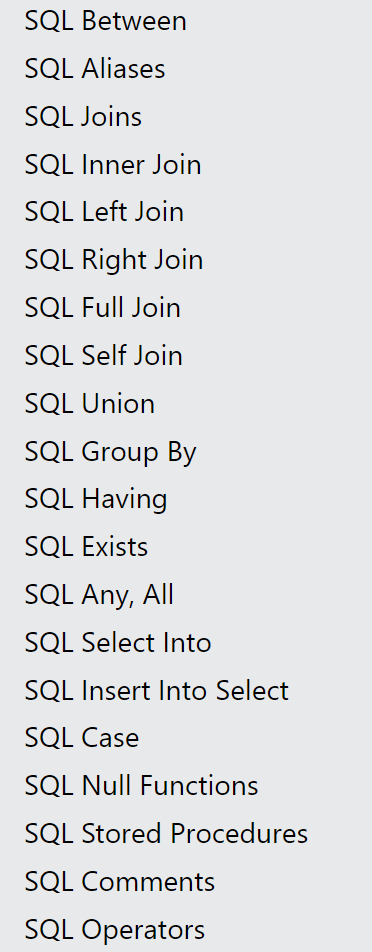 SQL Between
SQL Aliases
SQL Joins
SQL Inner Join
SQL Left Join
SQL Right Join
SQL Full Join
SQL Self Join
SQL Union
SQL Group By
SQL Having
SQL Exists
SQL Any, All
SQL Select Into
SQL Insert Into Select
SQL Case
SQL Null Functions
SQL Stored Procedures
SQL Comments
SQL Operators